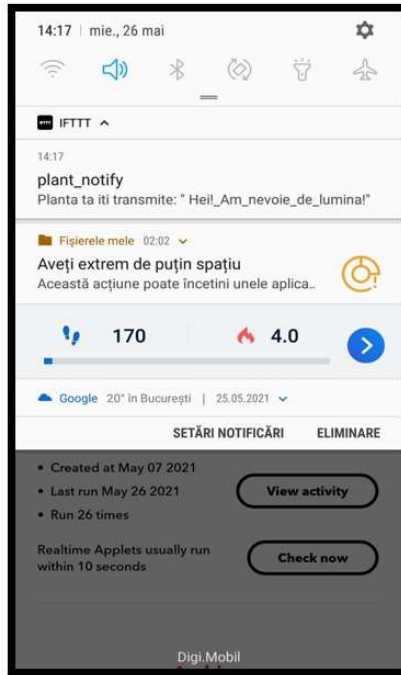 14:17 | mie., 26 mai
IFTTT
14:17
plant_notify
Planta ta iti transmite: " Hei!_Am_nevoie_de_lumina!"
Fișierele mele 02:02
Aveți extrem de puțin spațiu
Această acțiune poate încetini unele aplica..
170 4.0
Google 20° în București | 25.05.2021
SETĂRI NOTIFICĂRI ELIMINARE
• Created at May 07 2021
• Last run May 26 2021
• Run 26 times
View activity
Realtime Applets usually run
within 10 seconds
Check now
Digi.Mobil